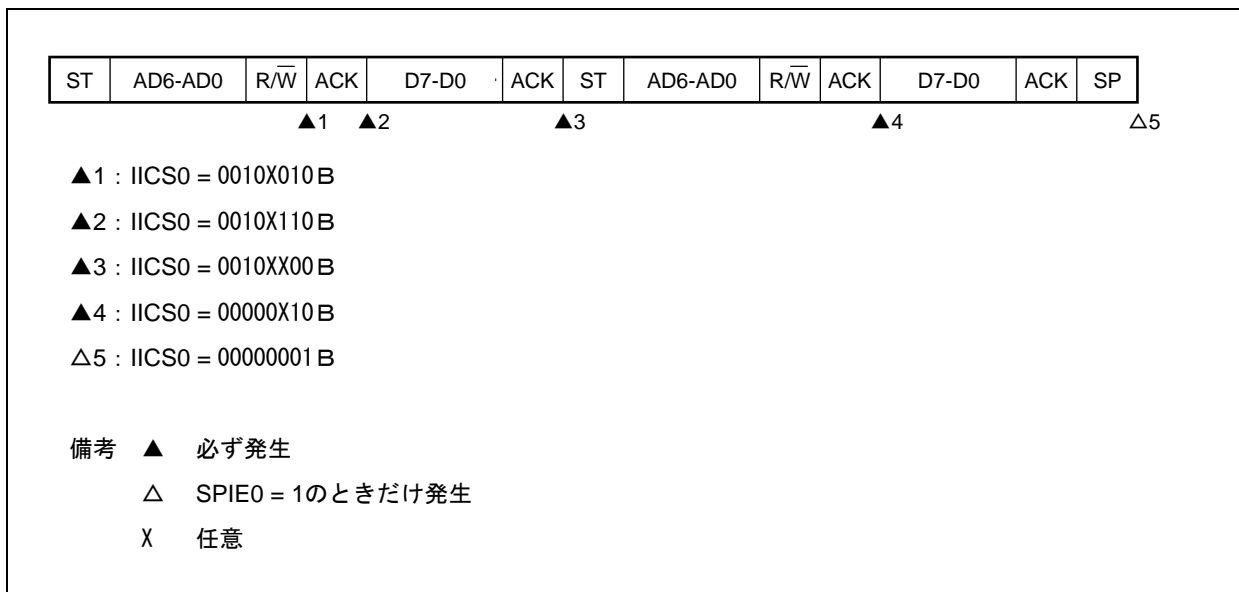 ST AD6-AD0 R/W̅ ACK D7-D0 ACK ST AD6-AD0 R/W̅ ACK D7-D0 ACK SP
▲1 ▲2 ▲3 ▲4 △5
▲1：IICS0 = 0010X010B
▲2：IICS0 = 0010X110B
▲3：IICS0 = 0010XX00B
▲4：IICS0 = 00000X10B
△5：IICS0 = 00000001B
備考 ▲ 必ず発生
△ SPIE0 = 1のときだけ発生
X 任意